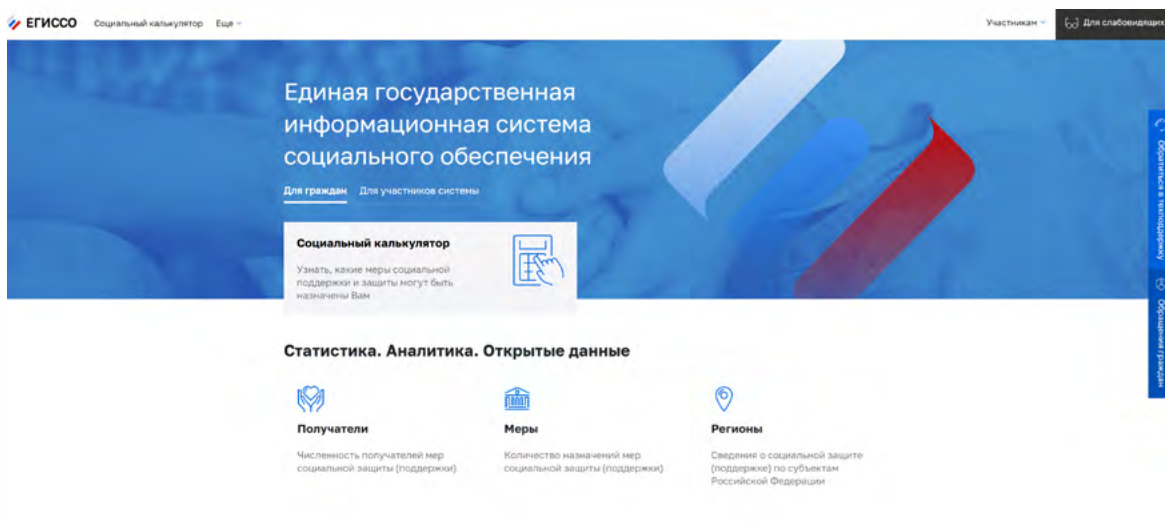 ЕГИССО Социальный калькулятор Еще
Участникам Для слабовидящих
Единая государственная
информационная система
социального обеспечения
Для граждан Для участников системы
Социальный калькулятор
Узнать, какие меры социальной
поддержки и защиты могут быть
назначены Вам
Обратиться в техподдержку
Обращения граждан
Статистика. Аналитика. Открытые данные
Получатели
Численность получателей мер
социальной защиты (поддержки)
Меры
Количество назначений мер
социальной защиты (поддержки)
Регионы
Сведения о социальной защите
(поддержке) по субъектам
Российской Федерации